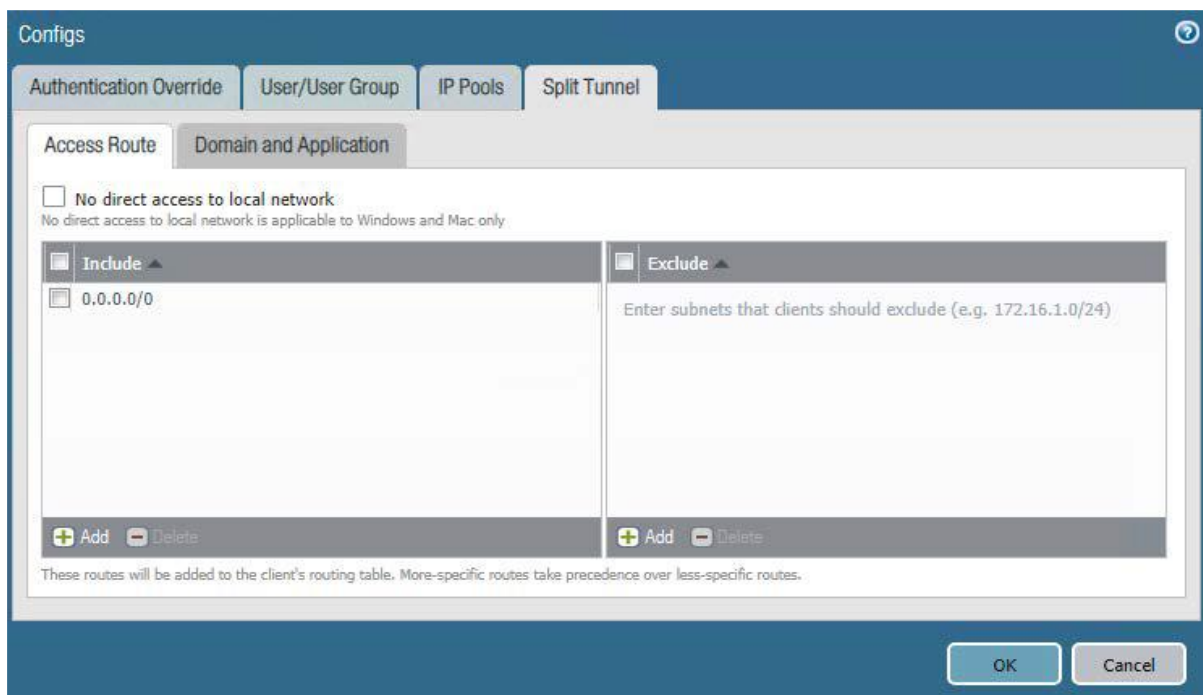 Configs
Authentication Override User/User Group IP Pools Split Tunnel
Access Route Domain and Application
No direct access to local network
No direct access to local network is applicable to Windows and Mac only
Include Exclude
0.0.0.0/0 Enter subnets that clients should exclude (e.g. 172.16.1.0/24)
Add Delete Add Delete
These routes will be added to the client's routing table. More-specific routes take precedence over less-specific routes.
OK Cancel